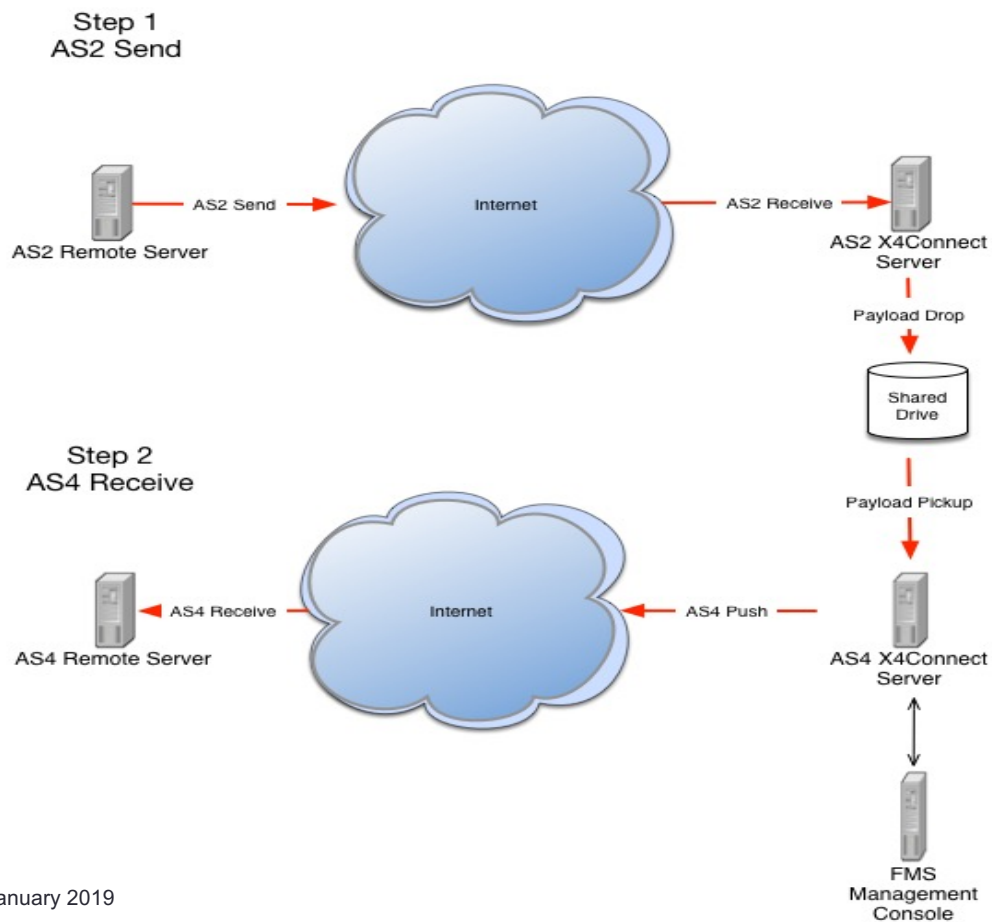 Step 1
AS2 Send
AS2 Send
Internet
AS2 Receive
AS2 Remote Server
AS2 X4Connect
Server
Payload Drop
Shared
Drive
Step 2
AS4 Receive
Payload Pickup
AS4 Receive
Internet
AS4 Push
AS4 Remote Server
AS4 X4Connect
Server
FMS
Management
Console
anuary 2019